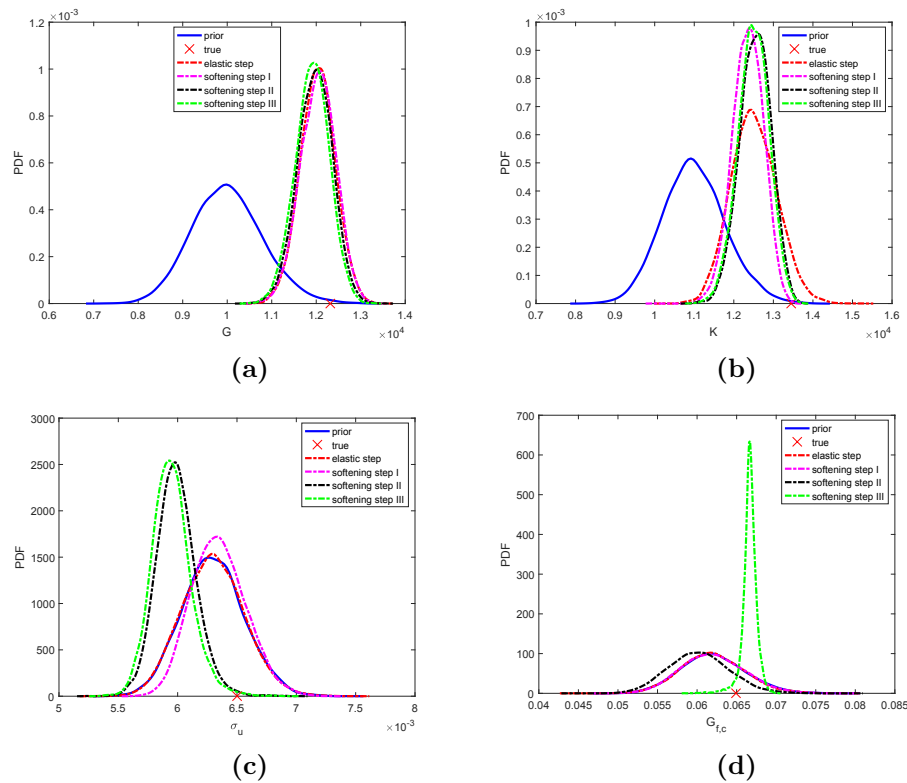 ×10⁻³
1.2
1
0.8
0.6
0.4
0.2
0
PDF
prior
true
elastic step
softening step I
softening step II
softening step III
0.6 0.7 0.8 0.9 1 1.1 1.2 1.3 1.4
G
×10⁴
(a)
×10⁻³
1
0.9
0.8
0.7
0.6
0.5
0.4
0.3
0.2
0.1
0
PDF
prior
true
elastic step
softening step I
softening step II
softening step III
0.7 0.8 0.9 1 1.1 1.2 1.3 1.4 1.5 1.6
K
×10⁴
(b)
3000
2500
2000
1500
1000
500
0
PDF
prior
true
elastic step
softening step I
softening step II
softening step III
5 5.5 6 6.5 7 7.5 8
σ_u
×10⁻³
(c)
700
600
500
400
300
200
100
0
PDF
prior
true
elastic step
softening step I
softening step II
softening step III
0.04 0.045 0.05 0.055 0.06 0.065 0.07 0.075 0.08 0.085
G_{f,c}
(d)